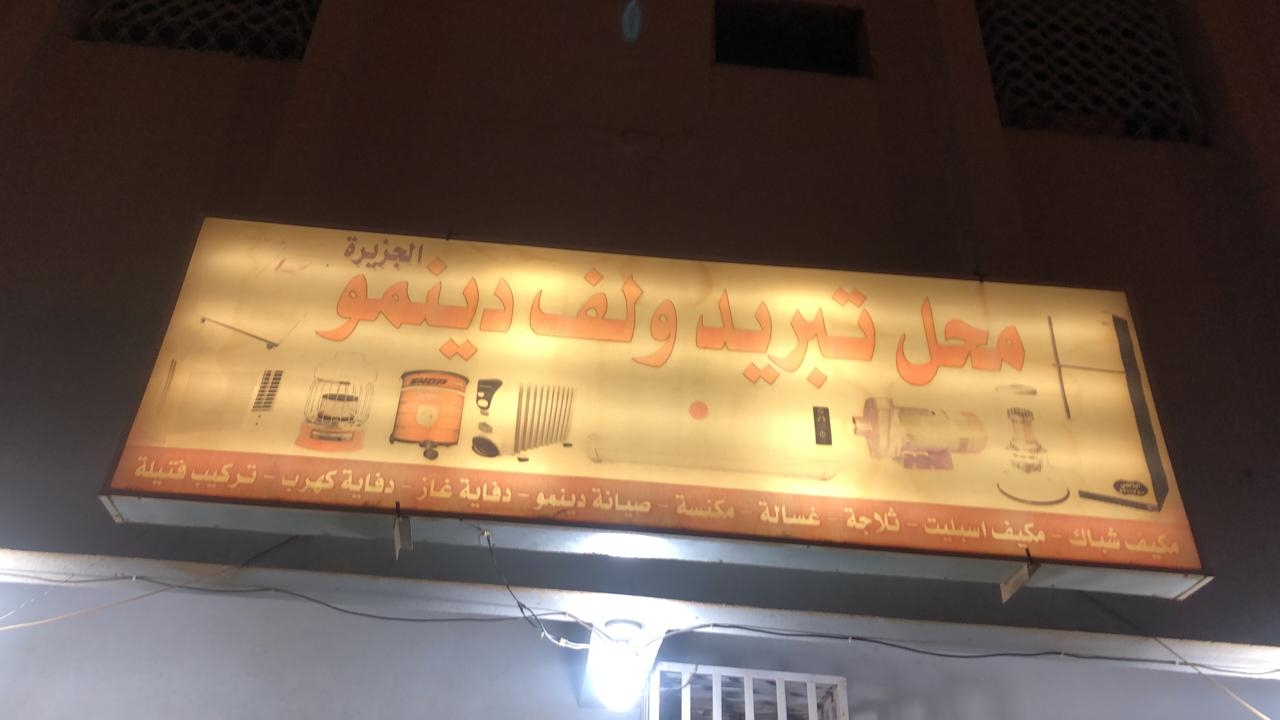 الجزيرة
محل تبريد ولف دينمو
مكيف شباك - مكيف اسبليت - ثلاجة - غسالة - مكنسة - صيانة دينمو - دفاية غاز - دفاية كهرب - تركيب فتيلة